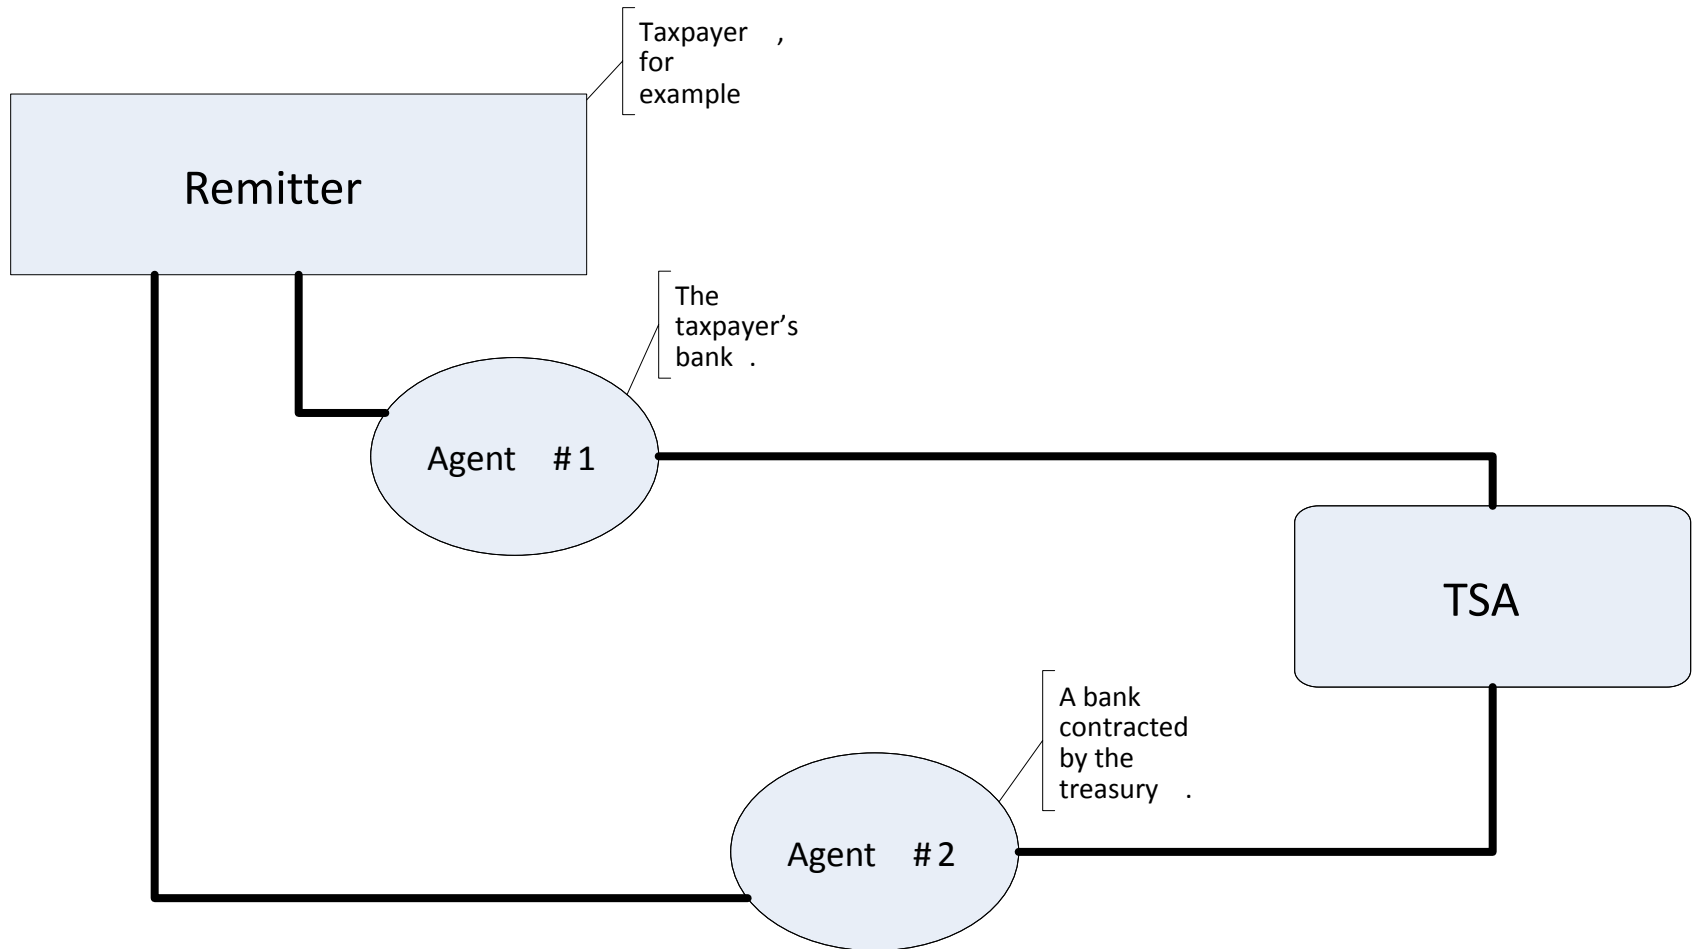 Taxpayer ,
for
example
Remitter
The
taxpayer’s
bank .
Agent #1
TSA
A bank
contracted
by the
treasury .
Agent #2